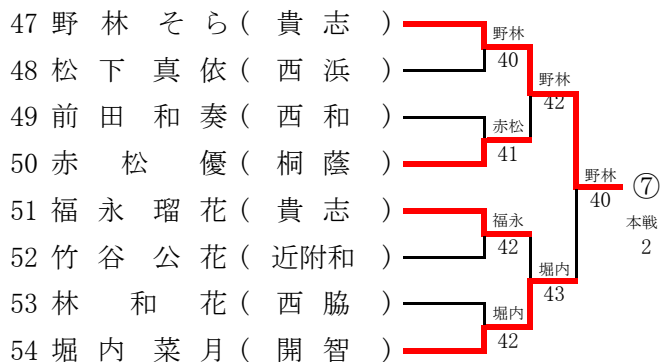 47 野 林 そ ら ( 貴 志 )
48 松 下 真 依 ( 西 浜 )
49 前 田 和 奏 ( 西 和 )
50 赤 松 優 ( 桐 蔭 )
51 福 永 瑠 花 ( 貴 志 )
52 竹 谷 公 花 ( 近附和 )
53 林 和 花 ( 西 脇 )
54 堀 内 菜 月 ( 開 智 )
野林
40
赤松
41
福永
42
堀内
42
野林
42
堀内
43
野林
40
⑦
本戦
2